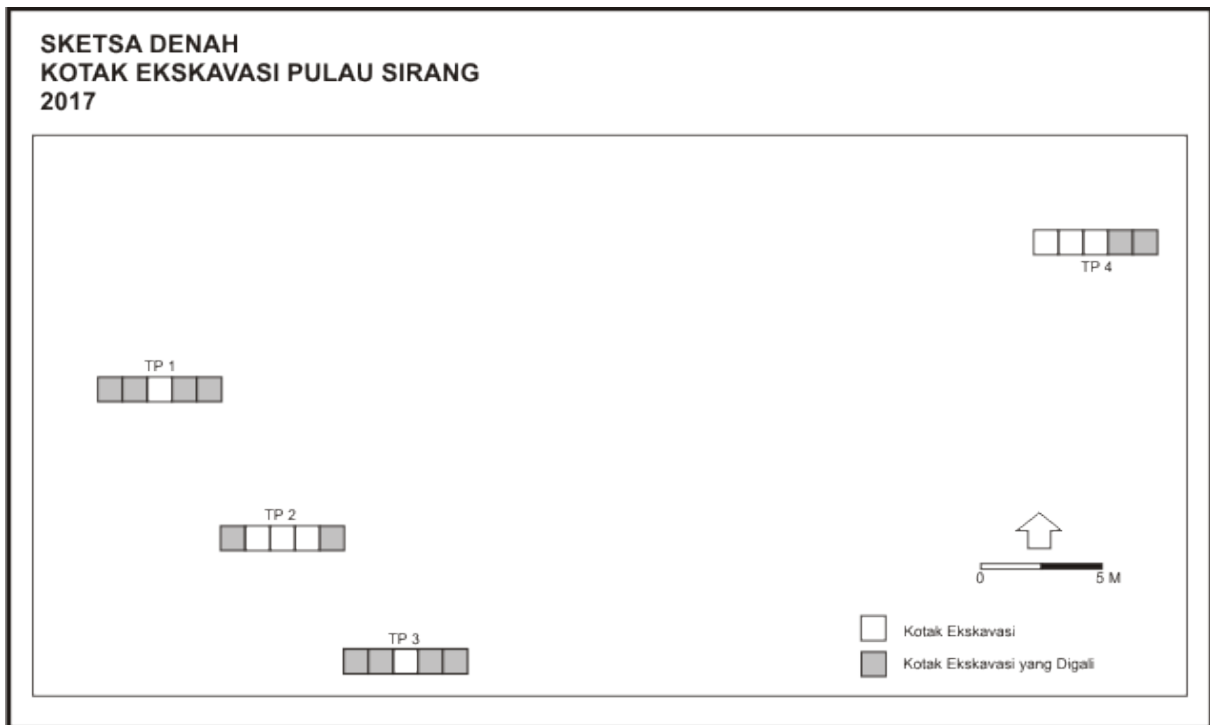 SKETSA DENAH
KOTAK EKSKAVASI PULAU SIRANG
2017
TP 4
TP 1
TP 2
0 5 M
TP 3
Kotak Ekskavasi
Kotak Ekskavasi yang Digali